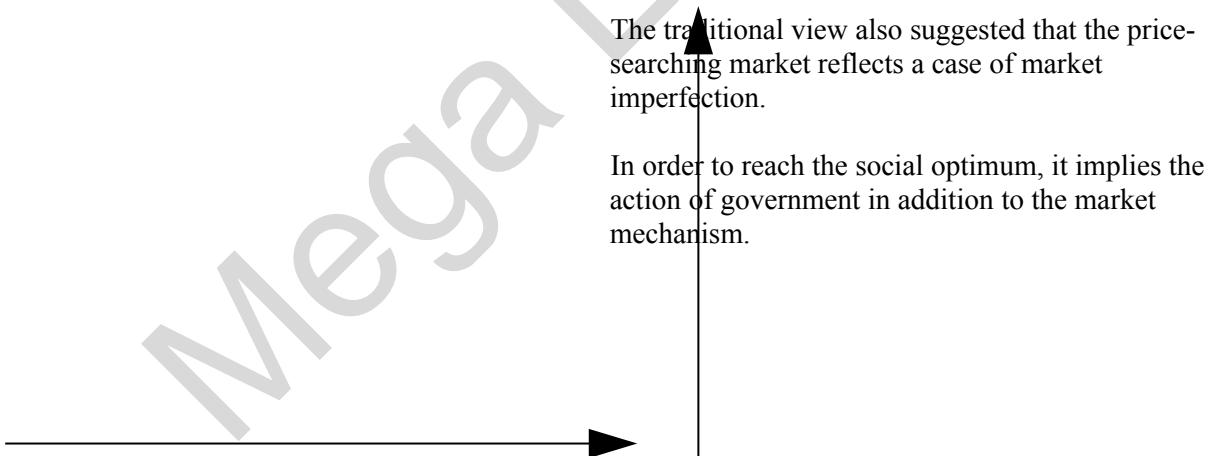 The traditional view also suggested that the price-
searching market reflects a case of market
imperfection.
In order to reach the social optimum, it implies the
action of government in addition to the market
mechanism.
Mega